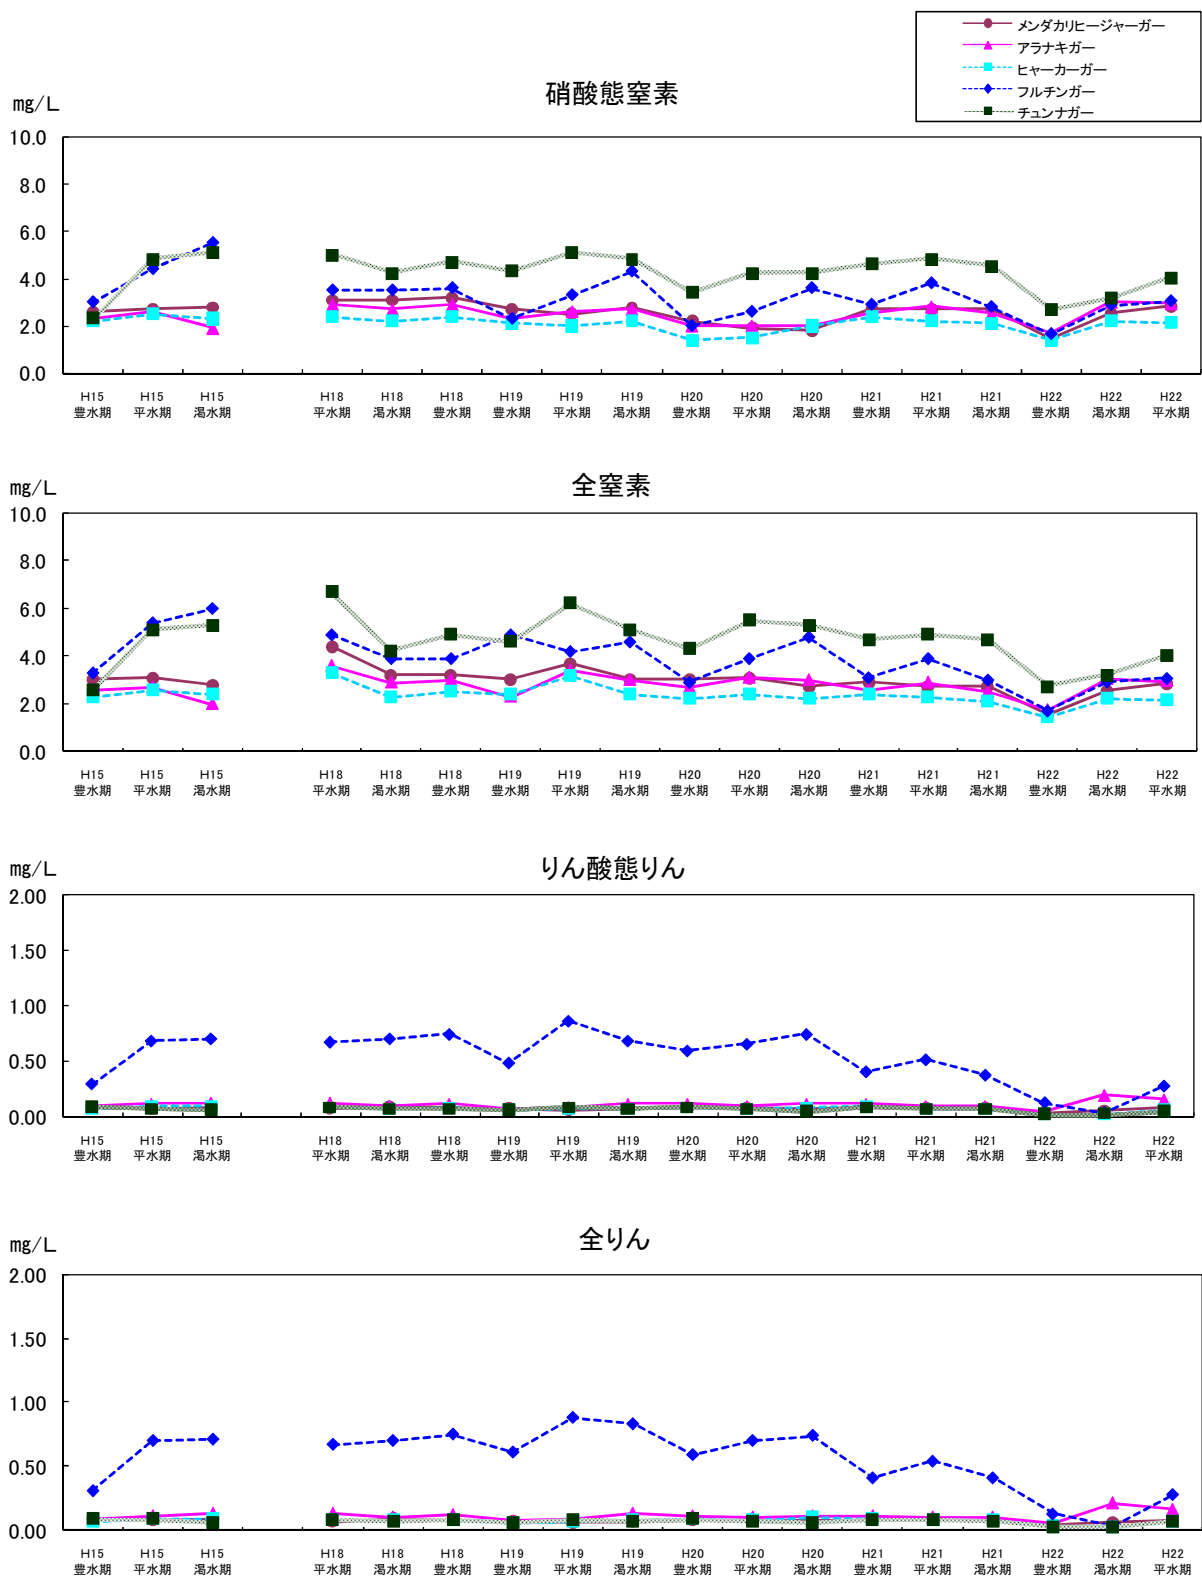 メンダカリヒージャーガー
アラナキガー
ヒャーカーガー
フルチンガー
チュンナガー
硝酸態窒素
mg/L
10.0
8.0
6.0
4.0
2.0
0.0
H15 H15 H15 H18 H18 H18 H19 H19 H19 H20 H20 H20 H21 H21 H21 H22 H22 H22
豊水期 平水期 渇水期 平水期 渇水期 豊水期 豊水期 平水期 渇水期 豊水期 平水期 渇水期 豊水期 平水期 渇水期 豊水期 渇水期 平水期
全窒素
mg/L
10.0
8.0
6.0
4.0
2.0
0.0
H15 H15 H15 H18 H18 H18 H19 H19 H19 H20 H20 H20 H21 H21 H21 H22 H22 H22
豊水期 平水期 渇水期 平水期 渇水期 豊水期 豊水期 平水期 渇水期 豊水期 平水期 渇水期 豊水期 平水期 渇水期 豊水期 渇水期 平水期
りん酸態りん
mg/L
2.00
1.50
1.00
0.50
0.00
H15 H15 H15 H18 H18 H18 H19 H19 H19 H20 H20 H20 H21 H21 H21 H22 H22 H22
豊水期 平水期 渇水期 平水期 渇水期 豊水期 豊水期 平水期 渇水期 豊水期 平水期 渇水期 豊水期 平水期 渇水期 豊水期 渇水期 平水期
全りん
mg/L
2.00
1.50
1.00
0.50
0.00
H15 H15 H15 H18 H18 H18 H19 H19 H19 H20 H20 H20 H21 H21 H21 H22 H22 H22
豊水期 平水期 渇水期 平水期 渇水期 豊水期 豊水期 平水期 渇水期 豊水期 平水期 渇水期 豊水期 平水期 渇水期 豊水期 渇水期 平水期